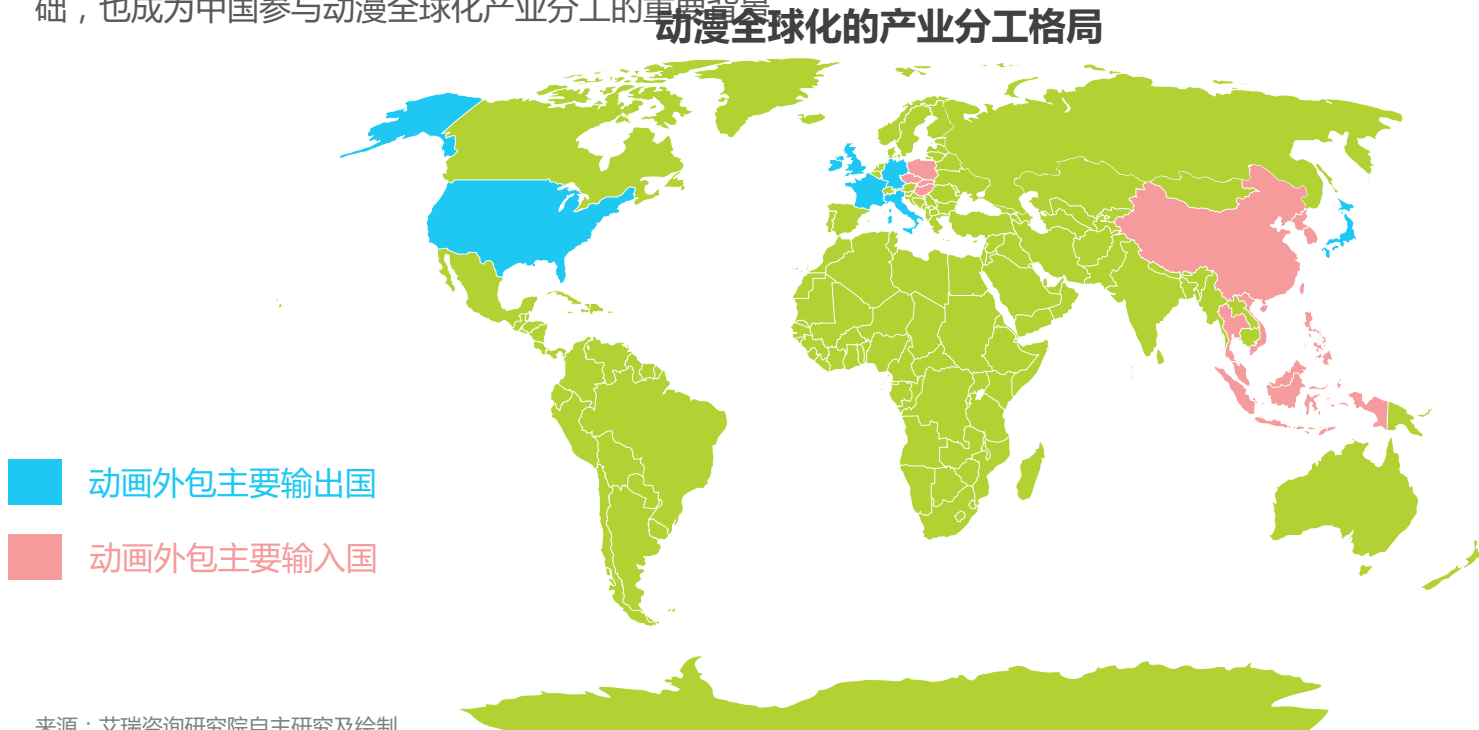 础，也成为中国参与动漫全球化产业分工的重要背景。
动漫全球化的产业分工格局
动画外包主要输出国
动画外包主要输入国
来源：艾瑞咨询研究院自主研究及绘制